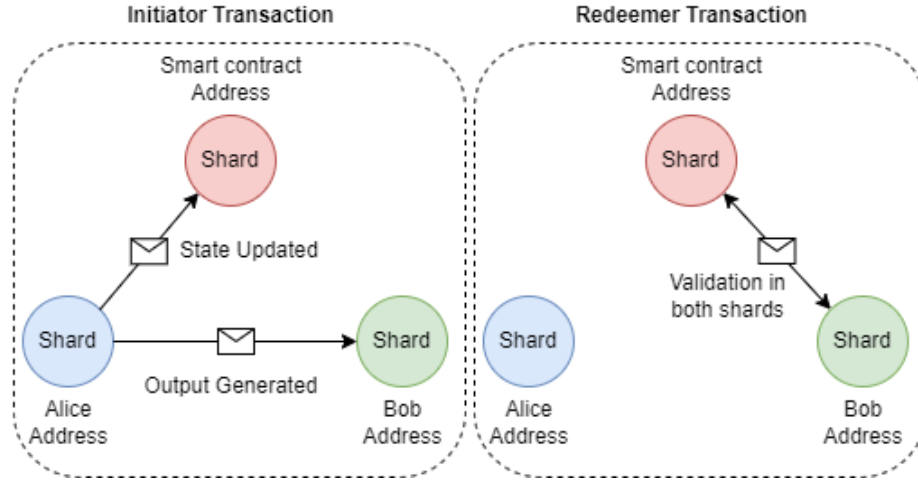 Initiator Transaction
Smart contract
Address
Shard
State Updated
Shard
Shard
Output Generated
Alice
Address
Bob
Address
Redeemer Transaction
Smart contract
Address
Shard
Validation in
both shards
Shard
Shard
Alice
Address
Bob
Address